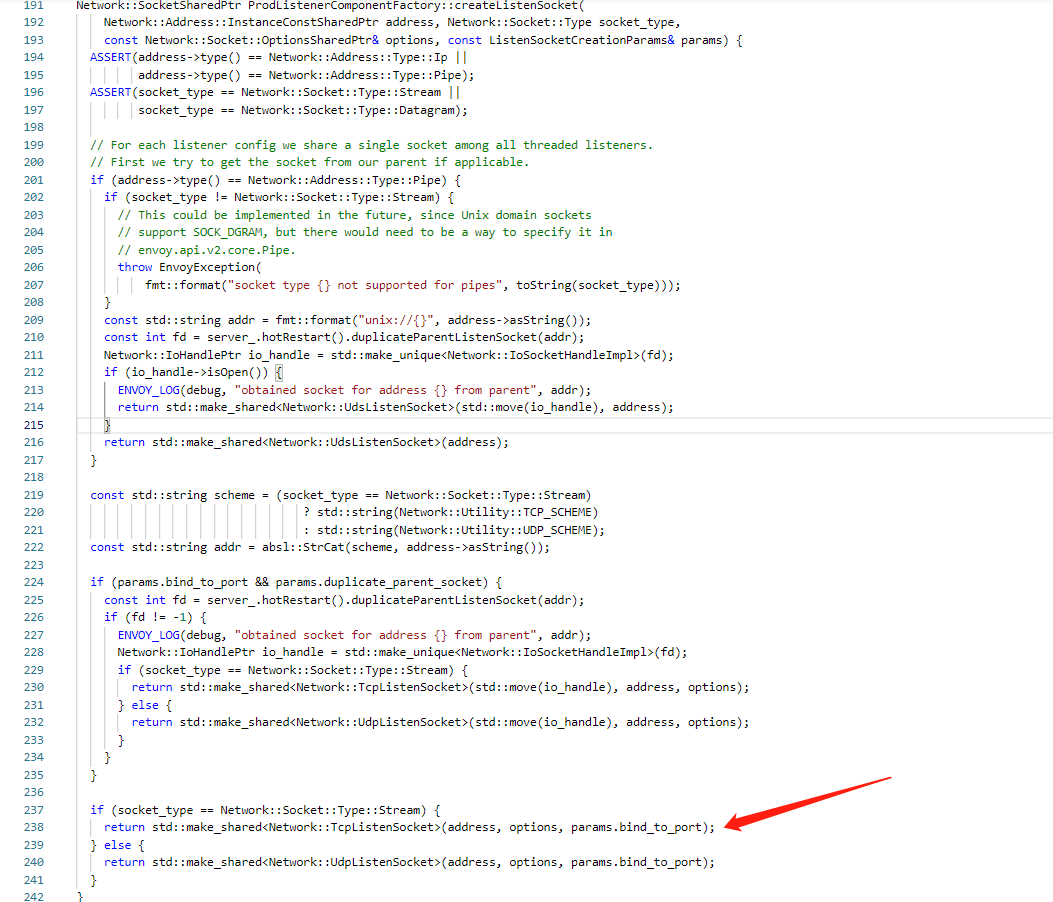 191 Network::SocketSharedPtr ProdListenerComponentFactory::createListenSocket(
192     Network::Address::InstanceConstSharedPtr address, Network::Socket::Type socket_type,
193     const Network::Socket::OptionsSharedPtr& options, const ListenSocketCreationParams& params) {
194   ASSERT(address->type() == Network::Address::Type::Ip ||
195          address->type() == Network::Address::Type::Pipe);
196   ASSERT(socket_type == Network::Socket::Type::Stream ||
197          socket_type == Network::Socket::Type::Datagram);
198
199   // For each listener config we share a single socket among all threaded listeners.
200   // First we try to get the socket from our parent if applicable.
201   if (address->type() == Network::Address::Type::Pipe) {
202     if (socket_type != Network::Socket::Type::Stream) {
203       // This could be implemented in the future, since Unix domain sockets
204       // support SOCK_DGRAM, but there would need to be a way to specify it in
205       // envoy.api.v2.core.Pipe.
206       throw EnvoyException(
207           fmt::format("socket type {} not supported for pipes", toString(socket_type)));
208     }
209     const std::string addr = fmt::format("unix://{}", address->asString());
210     const int fd = server_.hotRestart().duplicateParentListenSocket(addr);
211     Network::IoHandlePtr io_handle = std::make_unique<Network::IoSocketHandleImpl>(fd);
212     if (io_handle->isOpen()) {
213       ENVOY_LOG(debug, "obtained socket for address {} from parent", addr);
214       return std::make_shared<Network::UdsListenSocket>(std::move(io_handle), address);
215     }
216     return std::make_shared<Network::UdsListenSocket>(address);
217   }
218
219   const std::string scheme = (socket_type == Network::Socket::Type::Stream)
220                                  ? std::string(Network::Utility::TCP_SCHEME)
221                                  : std::string(Network::Utility::UDP_SCHEME);
222   const std::string addr = absl::StrCat(scheme, address->asString());
223
224   if (params.bind_to_port && params.duplicate_parent_socket) {
225     const int fd = server_.hotRestart().duplicateParentListenSocket(addr);
226     if (fd != -1) {
227       ENVOY_LOG(debug, "obtained socket for address {} from parent", addr);
228       Network::IoHandlePtr io_handle = std::make_unique<Network::IoSocketHandleImpl>(fd);
229       if (socket_type == Network::Socket::Type::Stream) {
230         return std::make_shared<Network::TcpListenSocket>(std::move(io_handle), address, options);
231       } else {
232         return std::make_shared<Network::UdpListenSocket>(std::move(io_handle), address, options);
233       }
234     }
235   }
236
237   if (socket_type == Network::Socket::Type::Stream) {
238     return std::make_shared<Network::TcpListenSocket>(address, options, params.bind_to_port);
239   } else {
240     return std::make_shared<Network::UdpListenSocket>(address, options, params.bind_to_port);
241   }
242 }